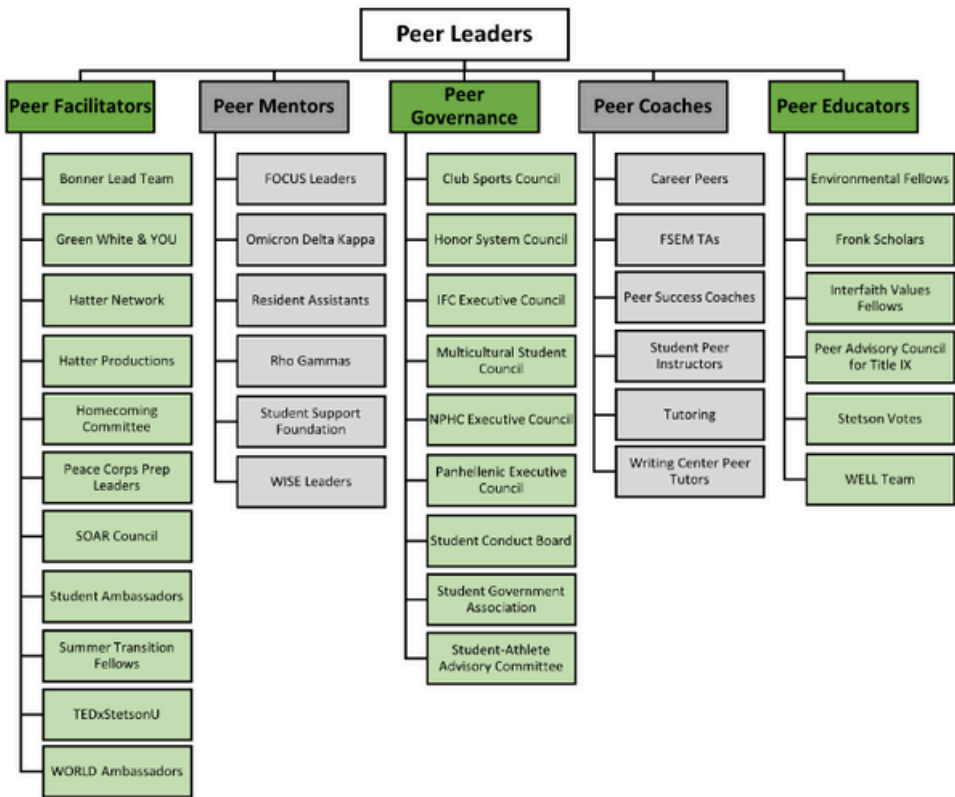 Peer Leaders
Peer Facilitators
Bonner Lead Team
Green White & YOU
Hatter Network
Hatter Productions
Homecoming
Committee
Peace Corps Prep
Leaders
SOAR Council
Student Ambassadors
Summer Transition
Fellows
TEDxStetsonU
WORLD Ambassadors
Peer Mentors
FOCUS Leaders
Omicron Delta Kappa
Resident Assistants
Rho Gammas
Student Support
Foundation
WISE Leaders
Peer
Governance
Club Sports Council
Honor System Council
IFC Executive Council
Multicultural Student
Council
NPHC Executive Council
Panhellenic Executive
Council
Student Conduct Board
Student Government
Association
Student-Athlete
Advisory Committee
Peer Coaches
Career Peers
FSEM TAs
Peer Success Coaches
Student Peer
Instructors
Tutoring
Writing Center Peer
Tutors
Peer Educators
Environmental Fellows
Fronk Scholars
Interfaith Values
Fellows
Peer Advisory Council
for Title IX
Stetson Votes
WELL Team